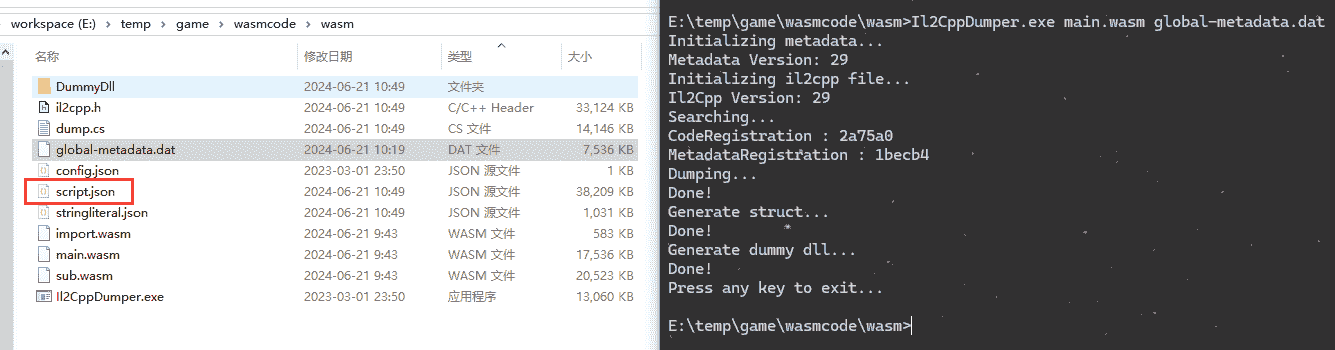 workspace (E:) › temp › game › wasmcode › wasm
名称 修改日期 类型 大小
DummyDll 2024-06-21 10:49 文件夹
il2cpp.h 2024-06-21 10:49 C/C++ Header 33,124 KB
dump.cs 2024-06-21 10:49 CS 文件 14,146 KB
global-metadata.dat 2024-06-21 10:19 DAT 文件 7,536 KB
config.json 2023-03-01 23:50 JSON 源文件 1 KB
script.json 2024-06-21 10:49 JSON 源文件 38,209 KB
stringliteral.json 2024-06-21 10:49 JSON 源文件 1,031 KB
import.wasm 2024-06-21 9:43 WASM 文件 583 KB
main.wasm 2024-06-21 9:43 WASM 文件 17,536 KB
sub.wasm 2024-06-21 9:43 WASM 文件 20,523 KB
Il2CppDumper.exe 2023-03-01 23:50 应用程序 13,060 KB
E:\temp\game\wasmcode\wasm>Il2CppDumper.exe main.wasm global-metadata.dat
Initializing metadata...
Metadata Version: 29
Initializing il2cpp file...
Il2Cpp Version: 29
Searching...
CodeRegistration : 2a75a0
MetadataRegistration : 1becb4
Dumping...
Done!
Generate struct...
Done!
Generate dummy dll...
Done!
Press any key to exit...
E:\temp\game\wasmcode\wasm>